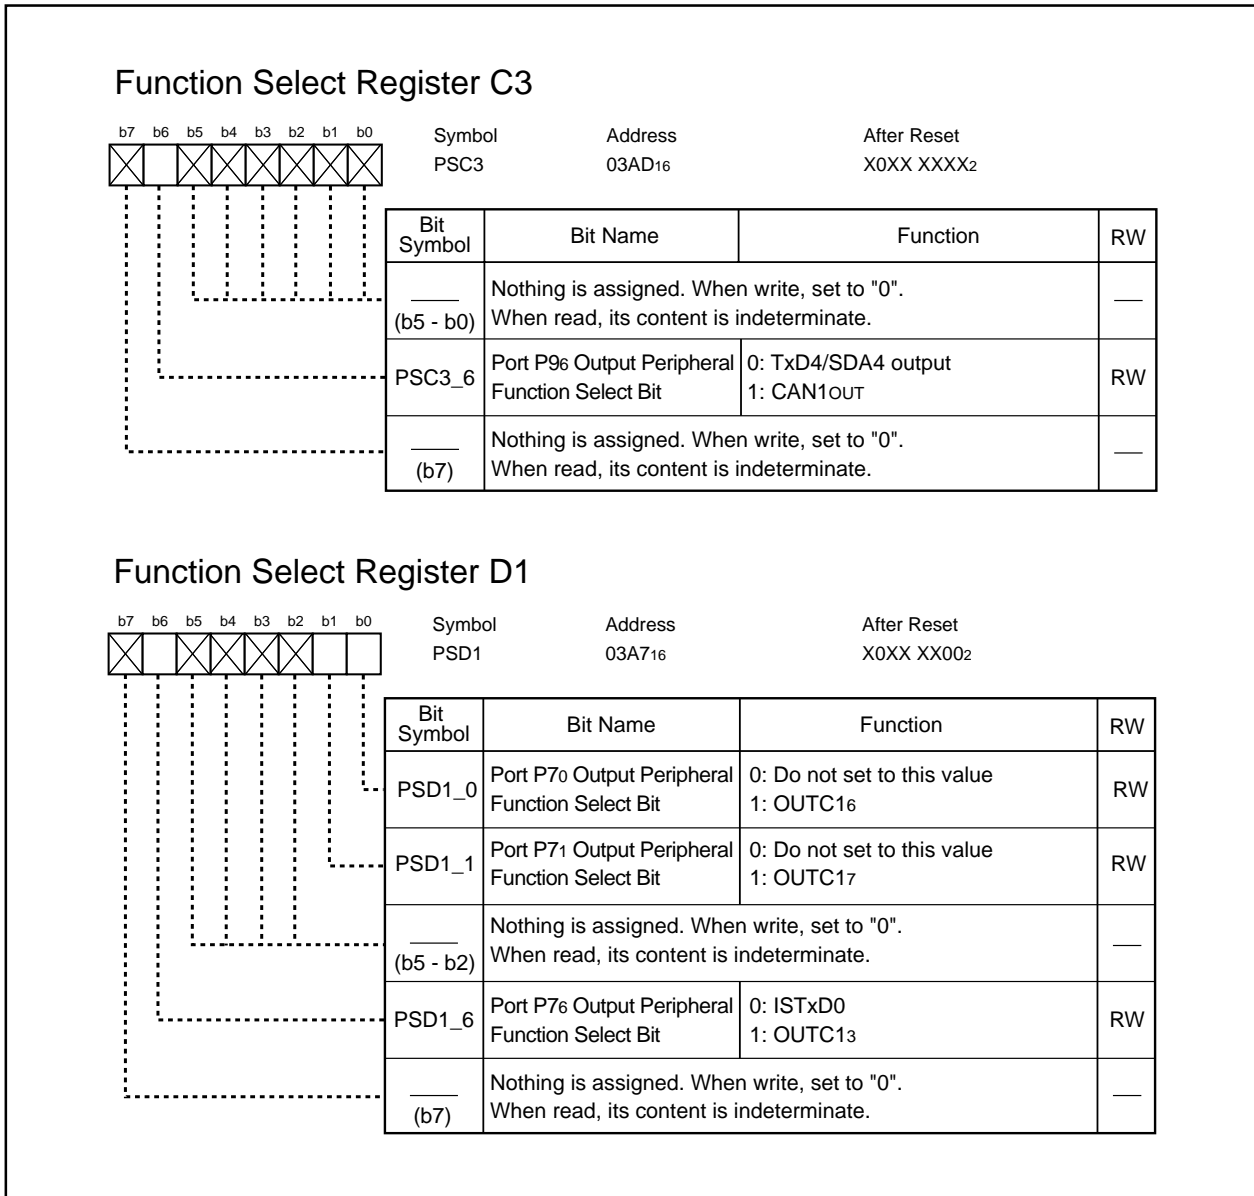 Function Select Register C3
b7 b6 b5 b4 b3 b2 b1 b0
Symbol Address After Reset
PSC3 03AD16 X0XX XXXX2
Bit Symbol Bit Name Function RW
(b5 - b0) Nothing is assigned. When write, set to "0".
When read, its content is indeterminate.
PSC3_6 Port P96 Output Peripheral 0: TxD4/SDA4 output RW
Function Select Bit 1: CAN1OUT
(b7) Nothing is assigned. When write, set to "0".
When read, its content is indeterminate.
Function Select Register D1
b7 b6 b5 b4 b3 b2 b1 b0
Symbol Address After Reset
PSD1 03A716 X0XX XX002
Bit Symbol Bit Name Function RW
PSD1_0 Port P70 Output Peripheral 0: Do not set to this value RW
Function Select Bit 1: OUTC16
PSD1_1 Port P71 Output Peripheral 0: Do not set to this value RW
Function Select Bit 1: OUTC17
(b5 - b2) Nothing is assigned. When write, set to "0".
When read, its content is indeterminate.
PSD1_6 Port P76 Output Peripheral 0: ISTxD0 RW
Function Select Bit 1: OUTC13
(b7) Nothing is assigned. When write, set to "0".
When read, its content is indeterminate.